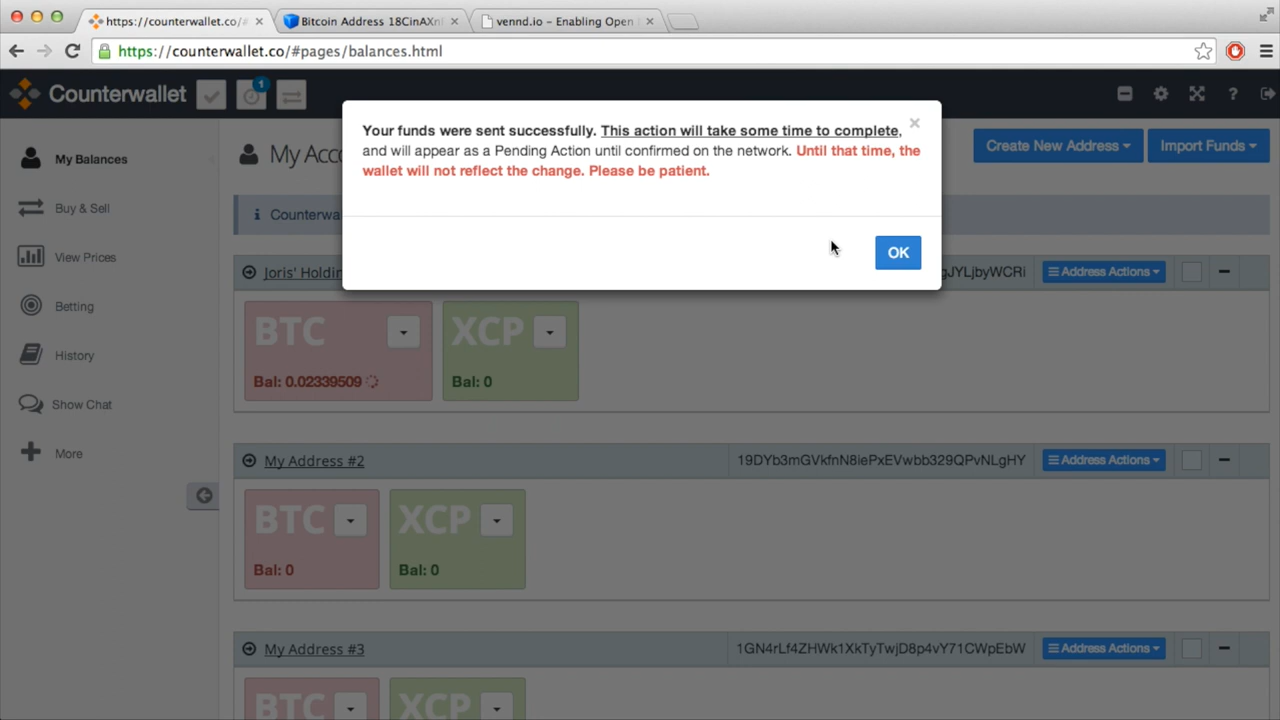 https://counterwallet.co/#
Bitcoin Address 18CinAXn
vennd.io – Enabling Open
https://counterwallet.co/#pages/balances.html
Counterwallet
1
Your funds were sent successfully. This action will take some time to complete,
and will appear as a Pending Action until confirmed on the network. Until that time, the
wallet will not reflect the change. Please be patient.
OK
My Balances
Buy & Sell
View Prices
Betting
History
Show Chat
More
My Acco
Create New Address
Import Funds
Counterwa
Joris' Holdin
gJYLjbyWCRi
Address Actions
BTC
XCP
Bal: 0.02339509
Bal: 0
My Address #2
19DYb3mGVkfnN8iePxEVwbb329QPvNLgHY
Address Actions
BTC
XCP
Bal: 0
Bal: 0
My Address #3
1GN4rLf4ZHWk1XkTyTwjD8p4vY71CWpEbW
Address Actions
BTC
XCP